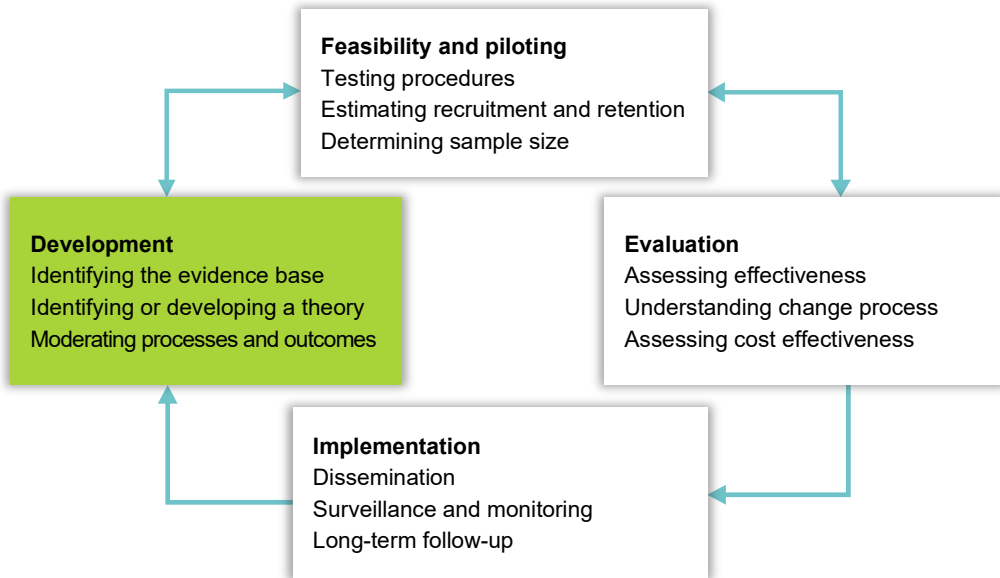 Feasibility and piloting
Testing procedures
Estimating recruitment and retention
Determining sample size
Development
Identifying the evidence base
Identifying or developing a theory
Moderating processes and outcomes
Evaluation
Assessing effectiveness
Understanding change process
Assessing cost effectiveness
Implementation
Dissemination
Surveillance and monitoring
Long-term follow-up